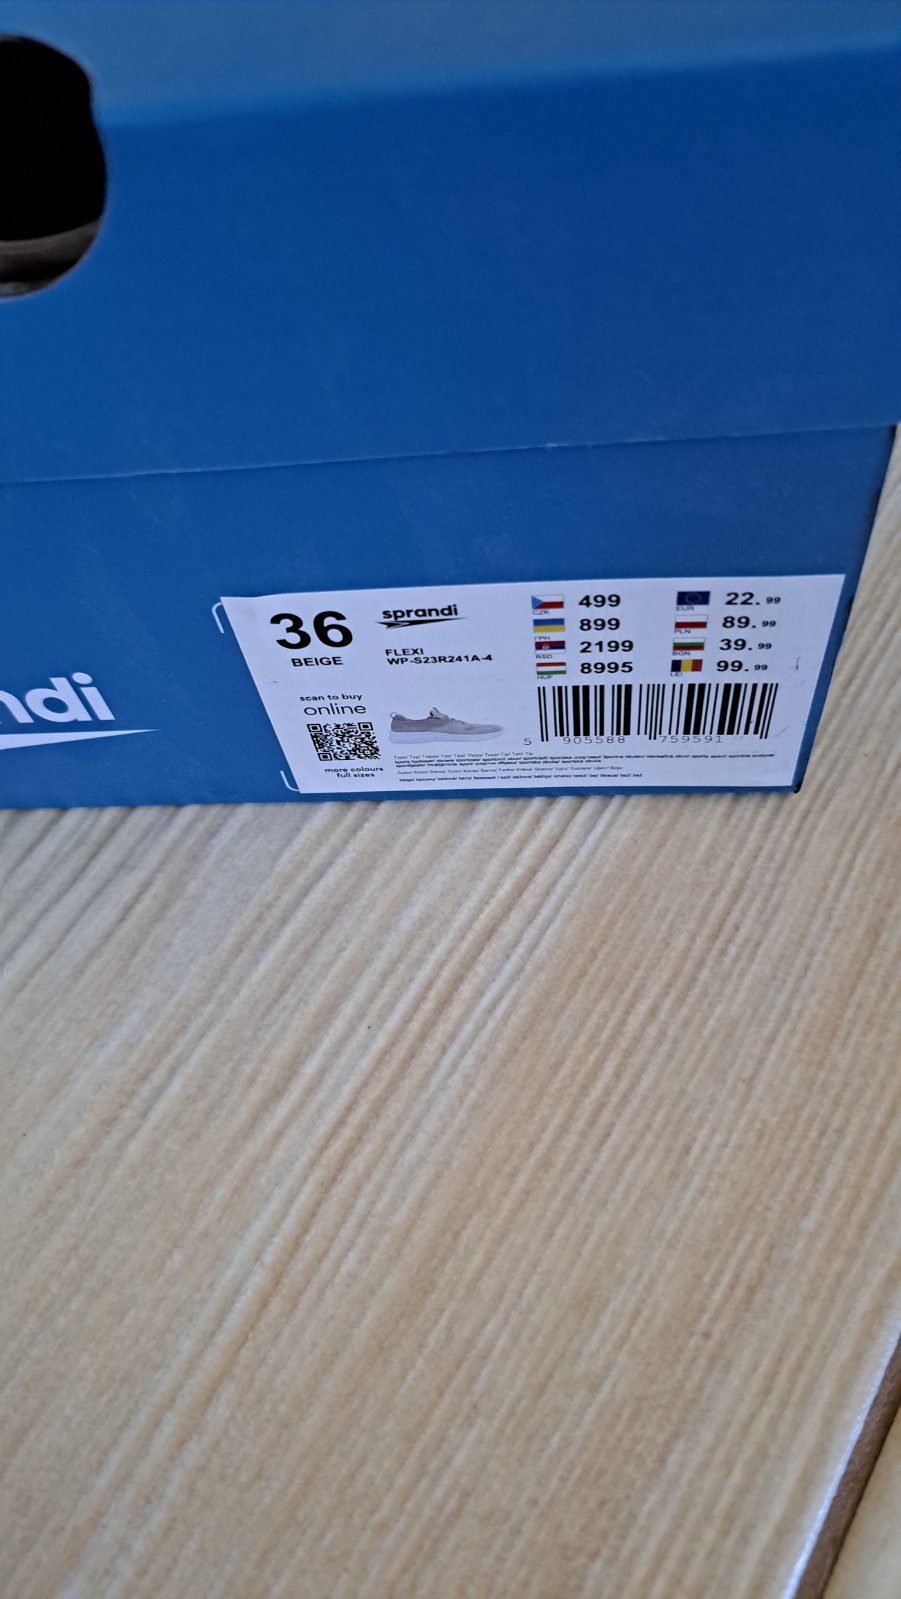 ndi
36
BEIGE
sprandi
FLEXI
WP-S23R241A-4
scan to buy
online
more colours
full sizes
CZK 499
ГРН 899
RSD 2199
HUF 8995
EUR 22.99
PLN 89.99
BGN 39.99
LEI 99.99
5 905588 759591